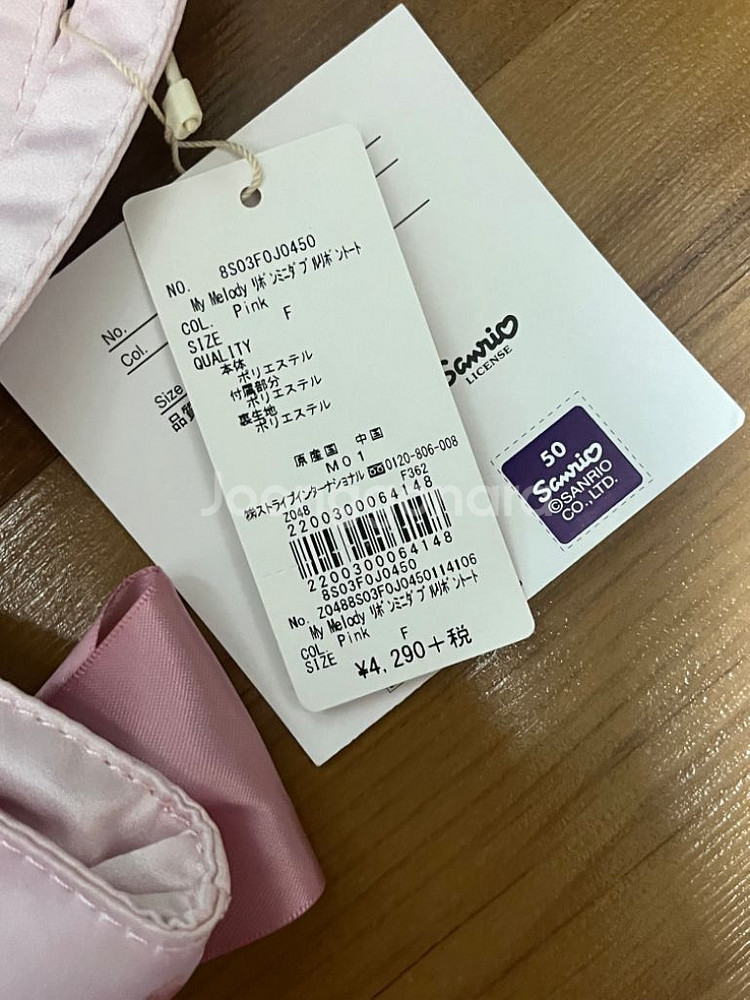 NO. 8S03F0J0450
My Melody ﾘﾎﾞﾝﾐﾆﾀﾞﾌﾞﾙﾘﾎﾞﾝﾄｰﾄ
COL. Pink
SIZE F
QUALITY
本体
ポリエステル
付属部分
ポリエステル
裏生地
ポリエステル
原産国 中国
M01
㈱ストライプインターナショナル 0120-806-008
Z048 F362
2200300064148
2200300064148
8S03F0J0450
No. Z0488S03F0J0450114106
My Melody ﾘﾎﾞﾝﾐﾆﾀﾞﾌﾞﾙﾘﾎﾞﾝﾄｰﾄ
COL. Pink
SIZE F
¥4,290+税
No.
Col.
Size
品質
Sanrio
LICENSE
50
Sanrio
©SANRIO
CO.,LTD.